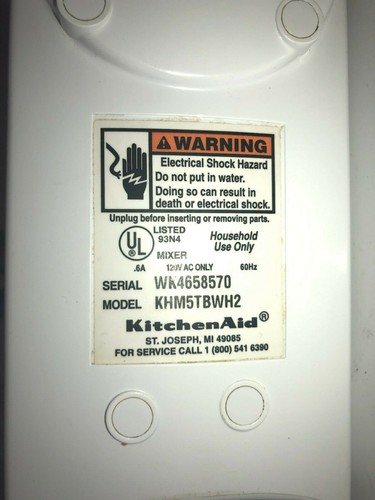 WARNING
Electrical Shock Hazard
Do not put in water.
Doing so can result in
death or electrical shock.
Unplug before inserting or removing parts.
UL
®
LISTED
93N4
MIXER
Household
Use Only
.6A 120V AC ONLY 60Hz
SERIAL WK4658570
MODEL KHM5TBWH2
KitchenAid®
ST. JOSEPH, MI 49085
FOR SERVICE CALL 1 (800) 541 6390